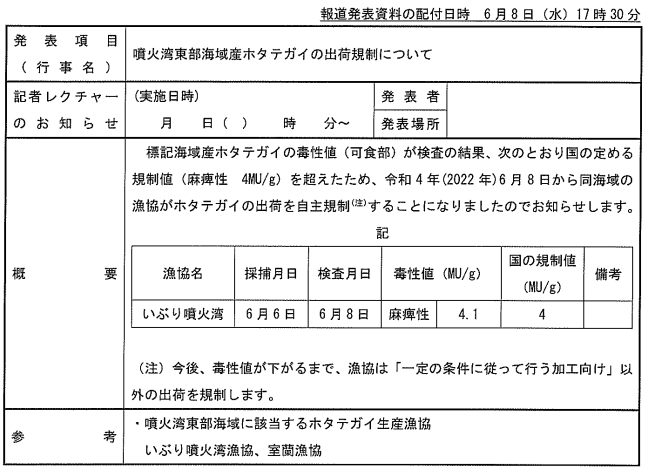 報道発表資料の配付日時　６月８日（水）17時30分
発表項目
（行事名）
噴火湾東部海域産ホタテガイの出荷規制について
記者レクチャー
のお知らせ
(実施日時)
月　　日（　）　　時　　分～
発表者
発表場所
概要
標記海域産ホタテガイの毒性値（可食部）が検査の結果、次のとおり国の定める
規制値（麻痺性　4MU/g）を超えたため、令和４年(2022年)６月８日から同海域の
漁協がホタテガイの出荷を自主規制(注)することになりましたのでお知らせします。
記
漁協名　採捕月日　検査月日　毒性値（MU/g）　国の規制値（MU/g）　備考
いぶり噴火湾　６月６日　６月８日　麻痺性　4.1　4
（注）今後、毒性値が下がるまで、漁協は「一定の条件に従って行う加工向け」以
外の出荷を規制します。
参考
・噴火湾東部海域に該当するホタテガイ生産漁協
いぶり噴火湾漁協、室蘭漁協